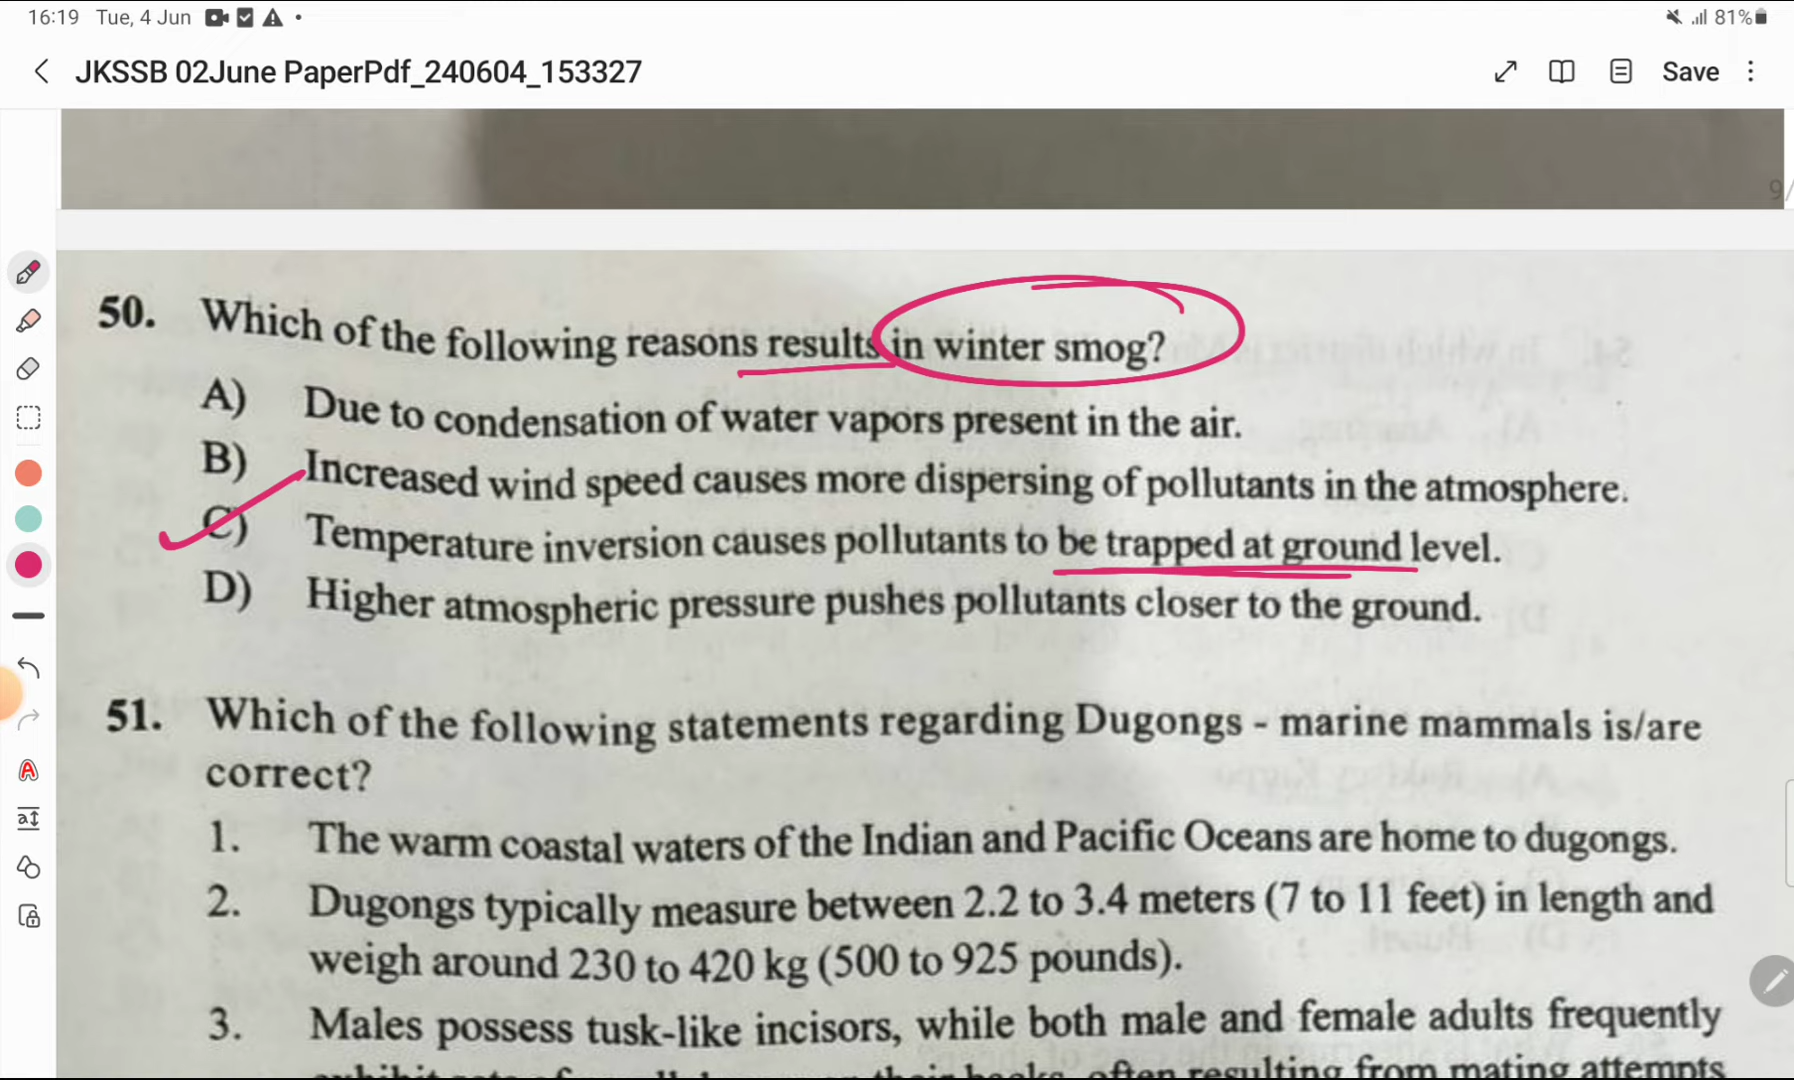 16:19 Tue, 4 Jun
81%
JKSSB 02June PaperPdf_240604_153327
Save
9/
50. Which of the following reasons results in winter smog?
A) Due to condensation of water vapors present in the air.
B) Increased wind speed causes more dispersing of pollutants in the atmosphere.
C) Temperature inversion causes pollutants to be trapped at ground level.
D) Higher atmospheric pressure pushes pollutants closer to the ground.
51. Which of the following statements regarding Dugongs - marine mammals is/are
correct?
1. The warm coastal waters of the Indian and Pacific Oceans are home to dugongs.
2. Dugongs typically measure between 2.2 to 3.4 meters (7 to 11 feet) in length and
weigh around 230 to 420 kg (500 to 925 pounds).
3. Males possess tusk-like incisors, while both male and female adults frequently
often resulting from mating attempts